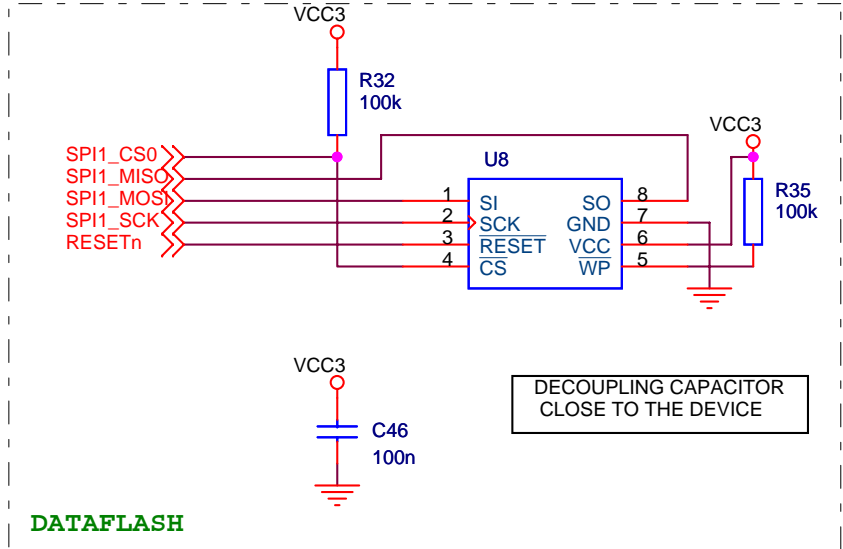 VCC3
R32
100k
SPI1_CS0
SPI1_MISO
SPI1_MOSI
SPI1_SCK
RESETn
U8
1
SI
2
SCK
3
RESET
4
CS
SO
8
GND
7
VCC
6
WP
5
VCC3
R35
100k
VCC3
C46
100n
DECOUPLING CAPACITOR
CLOSE TO THE DEVICE
DATAFLASH